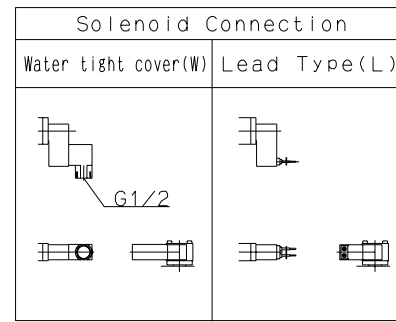 Solenoid Connection
Water tight cover(W)
Lead Type(L)
G1/2